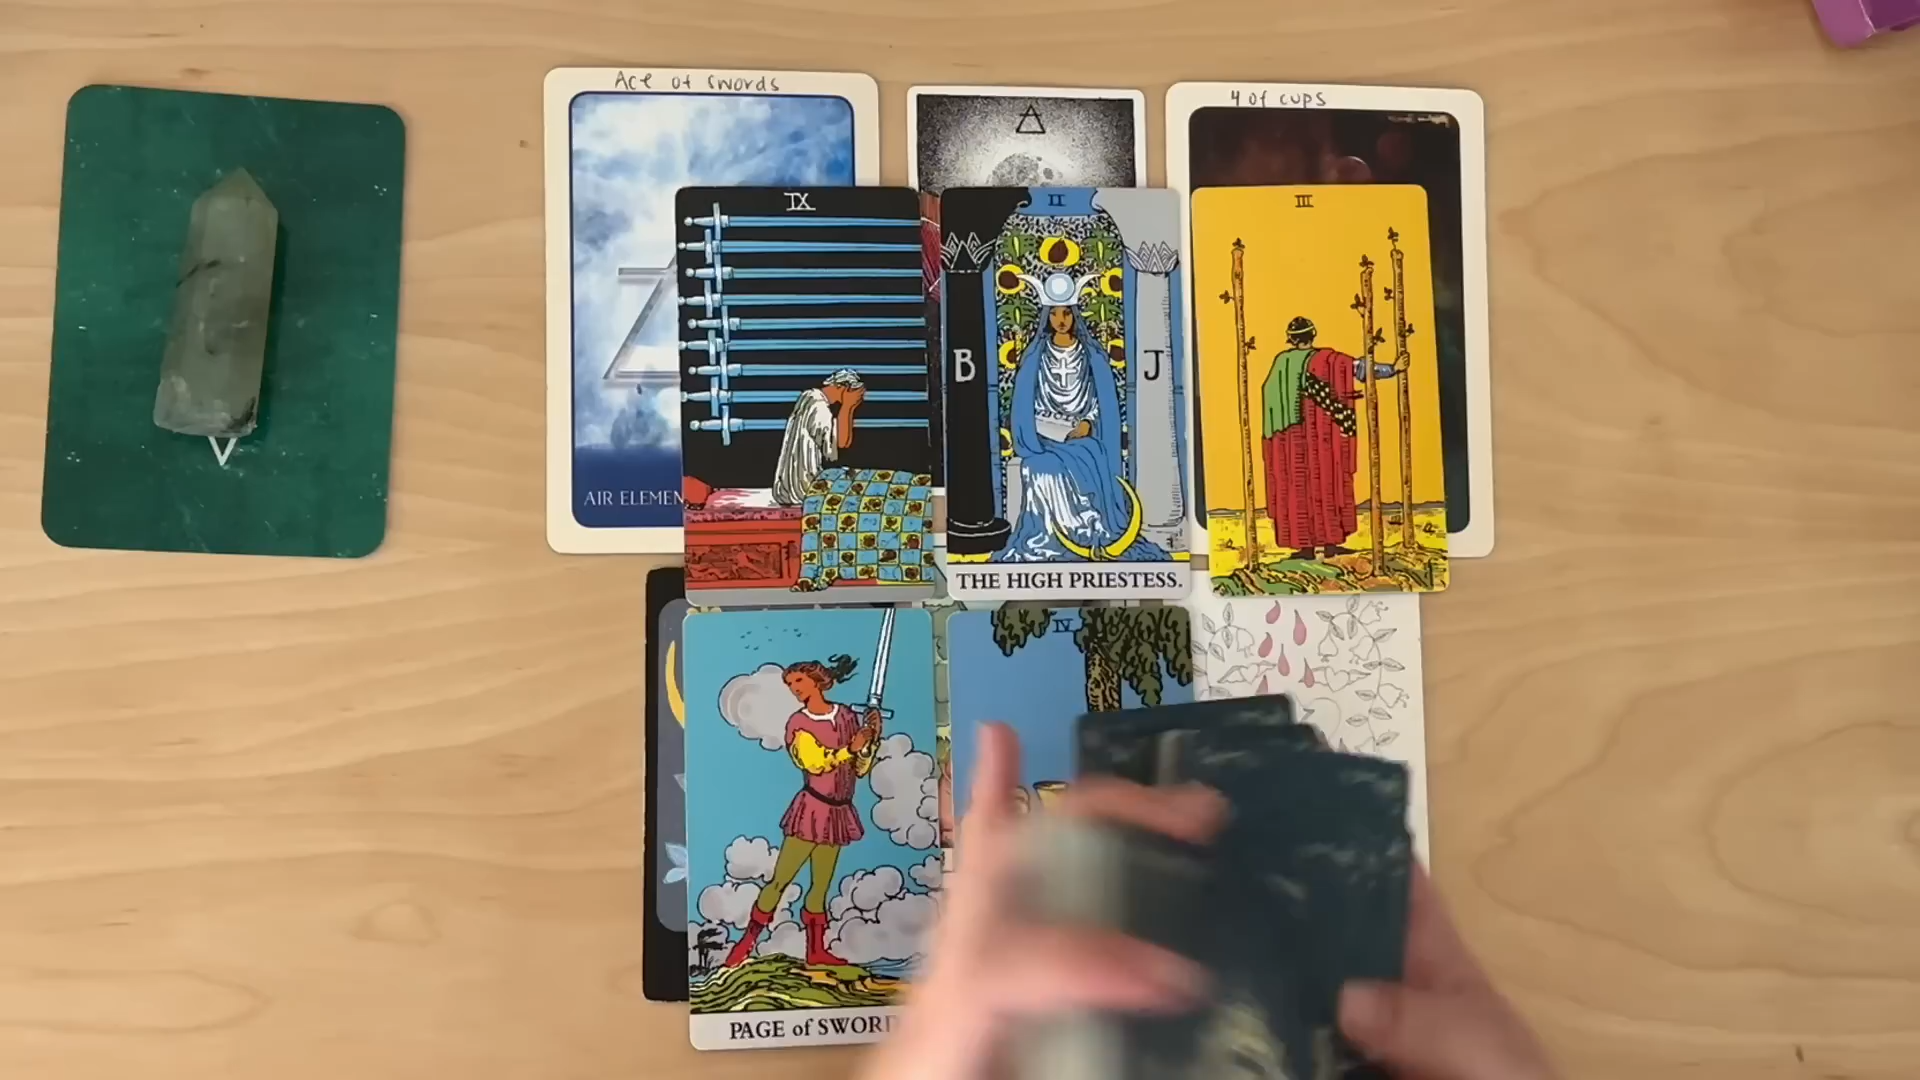 Ace of Swords
4 of cups
IX
II
III
B
J
AIR ELEMEN
THE HIGH PRIESTESS.
IV
PAGE of SWORD